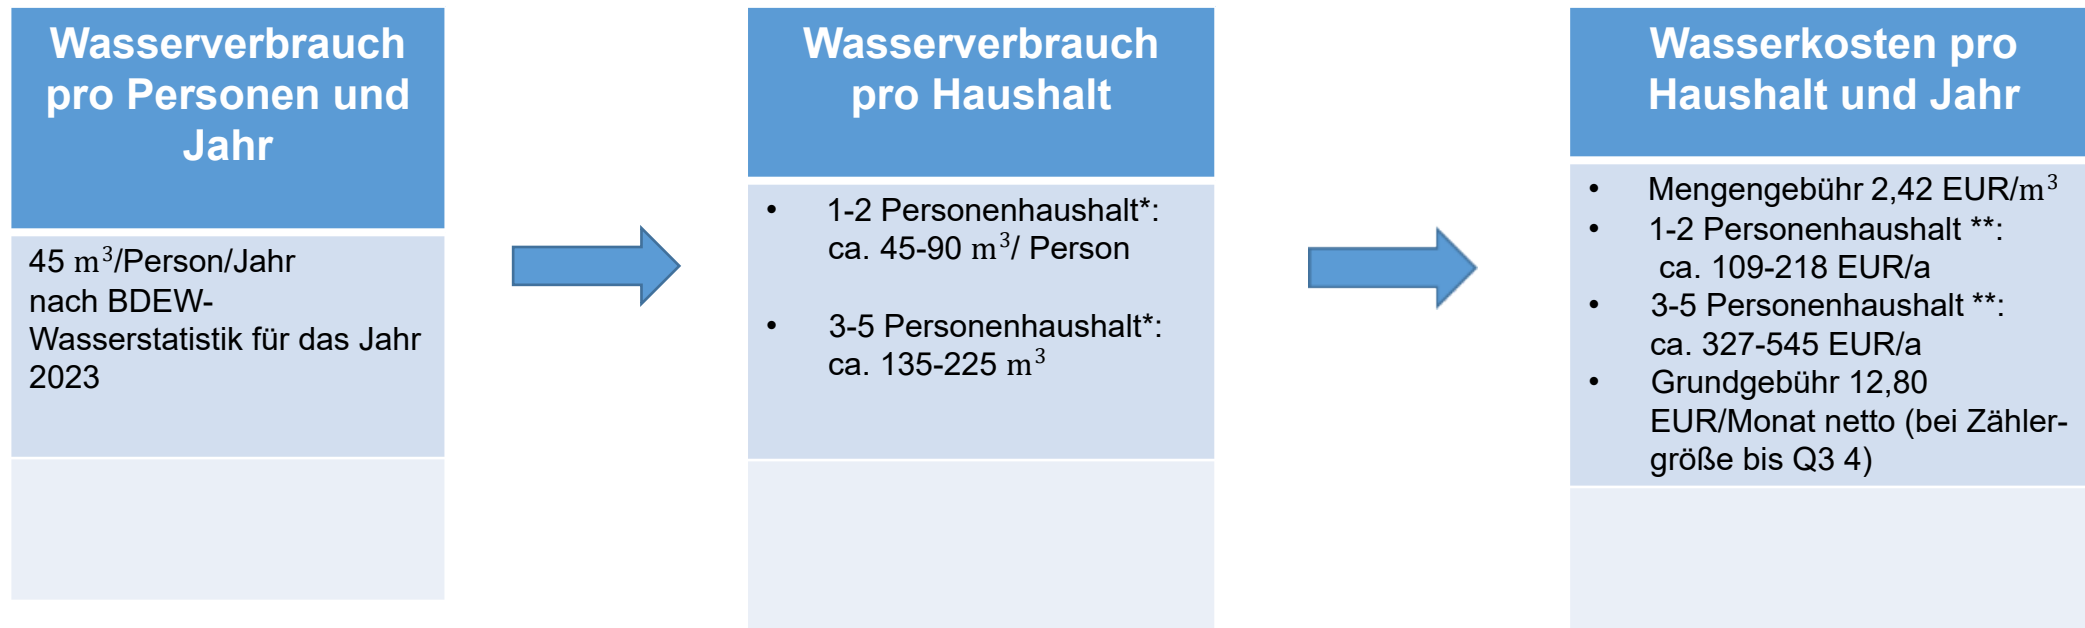 Wasserverbrauch
pro Personen und
Jahr
45 m³/Person/Jahr
nach BDEW-
Wasserstatistik für das Jahr
2023
Wasserverbrauch
pro Haushalt
• 1-2 Personenhaushalt*:
ca. 45-90 m³/ Person
• 3-5 Personenhaushalt*:
ca. 135-225 m³
Wasserkosten pro
Haushalt und Jahr
• Mengengebühr 2,42 EUR/m³
• 1-2 Personenhaushalt **:
ca. 109-218 EUR/a
• 3-5 Personenhaushalt **:
ca. 327-545 EUR/a
• Grundgebühr 12,80
EUR/Monat netto (bei Zähler-
größe bis Q3 4)